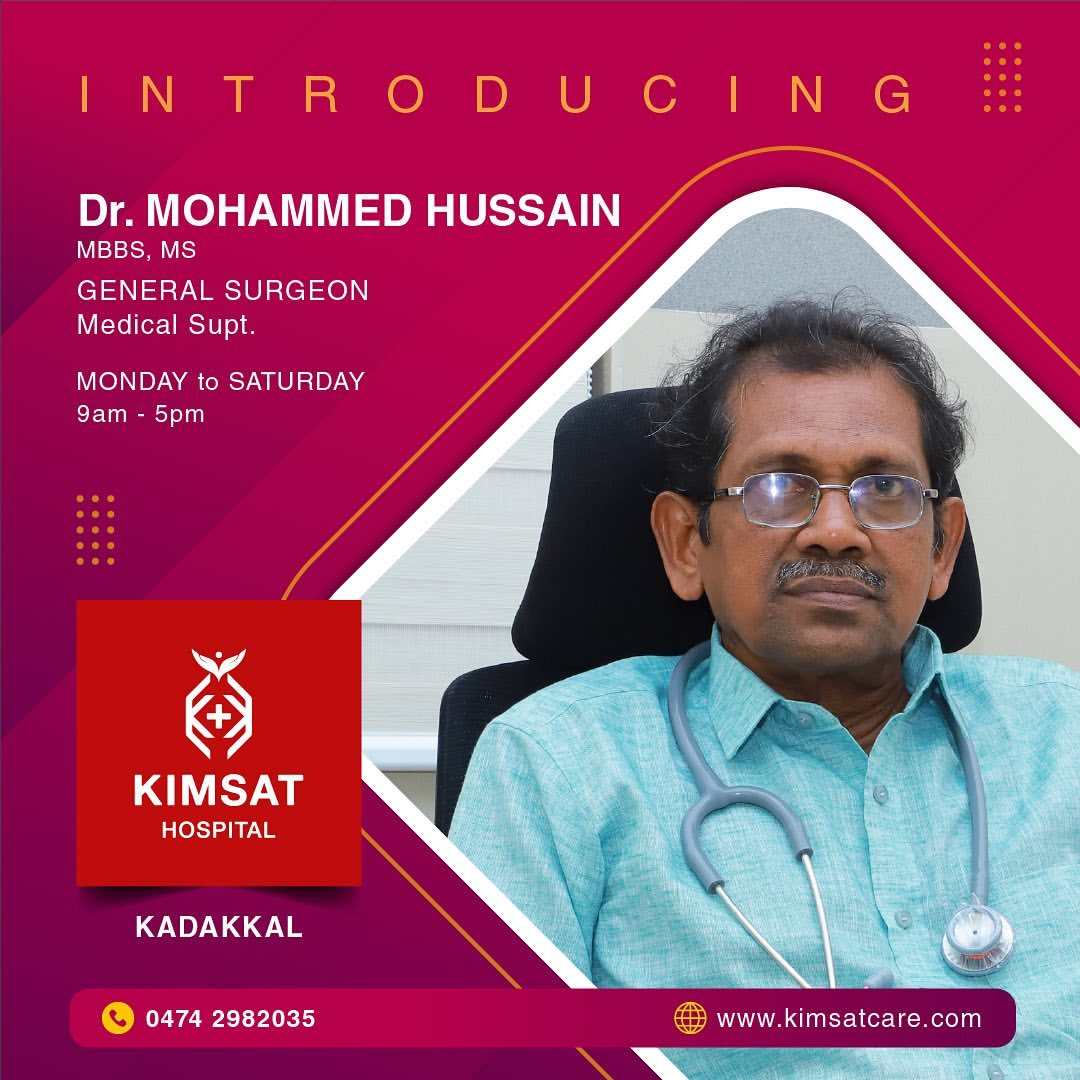 INTRODUCING
Dr. MOHAMMED HUSSAIN
MBBS, MS
GENERAL SURGEON
Medical Supt.
MONDAY to SATURDAY
9am - 5pm
KIMSAT
HOSPITAL
KADAKKAL
0474 2982035
www.kimsatcare.com